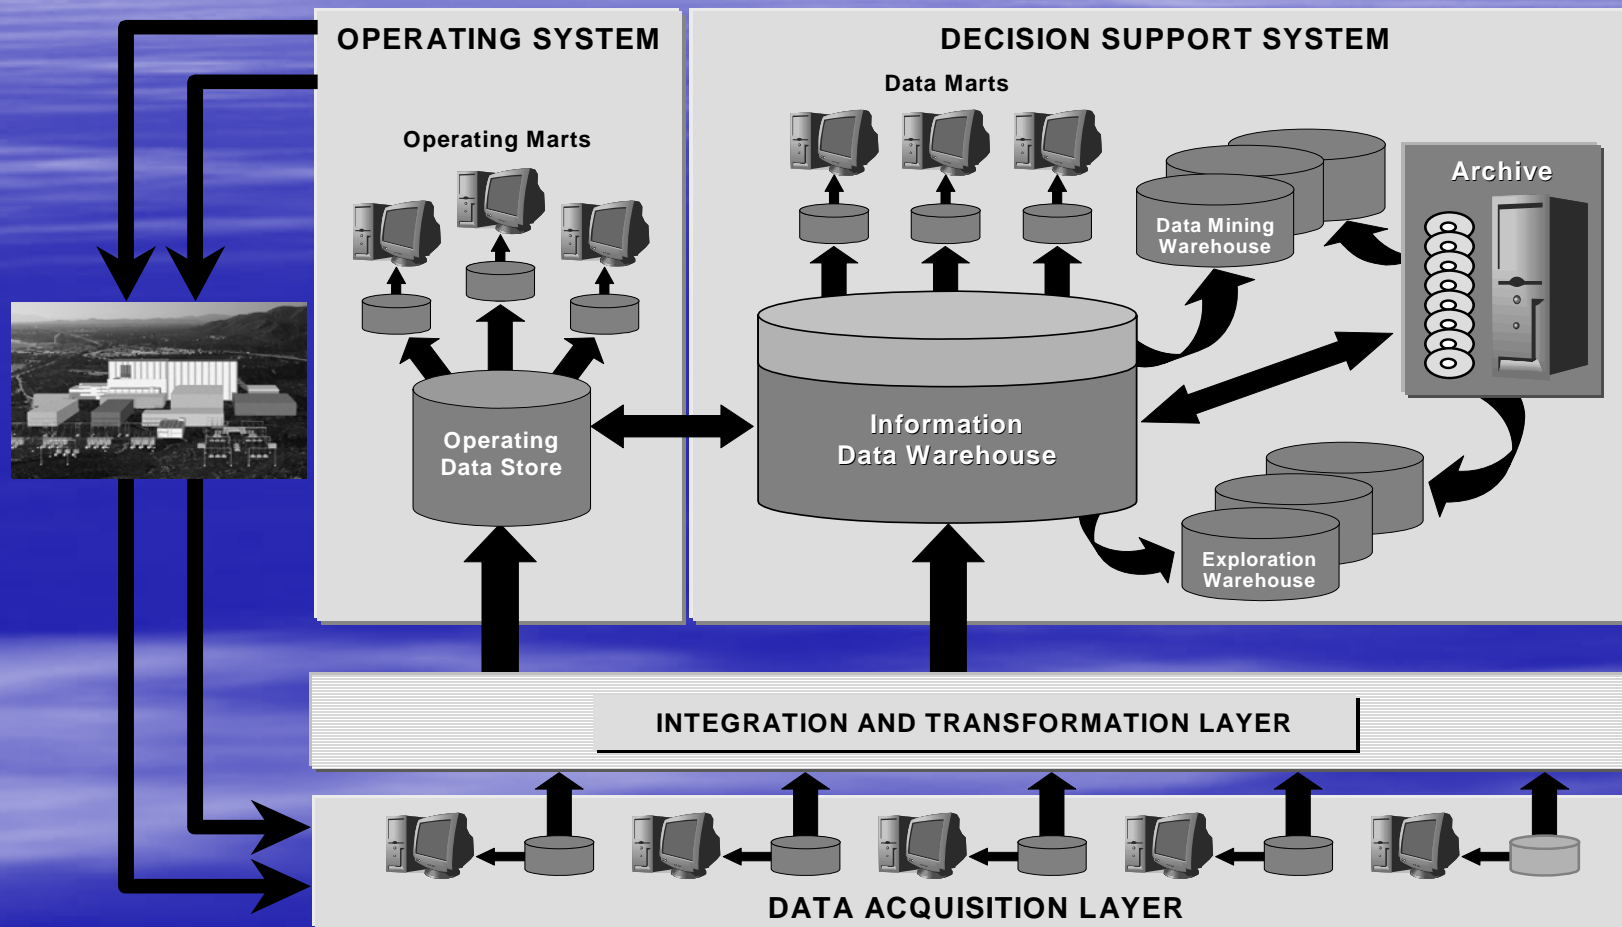 OPERATING SYSTEM
DECISION SUPPORT SYSTEM
Data Marts
Operating Marts
Archive
Data Mining
Warehouse
Information
Data Warehouse
Operating
Data Store
Exploration
Warehouse
INTEGRATION AND TRANSFORMATION LAYER
DATA ACQUISITION LAYER